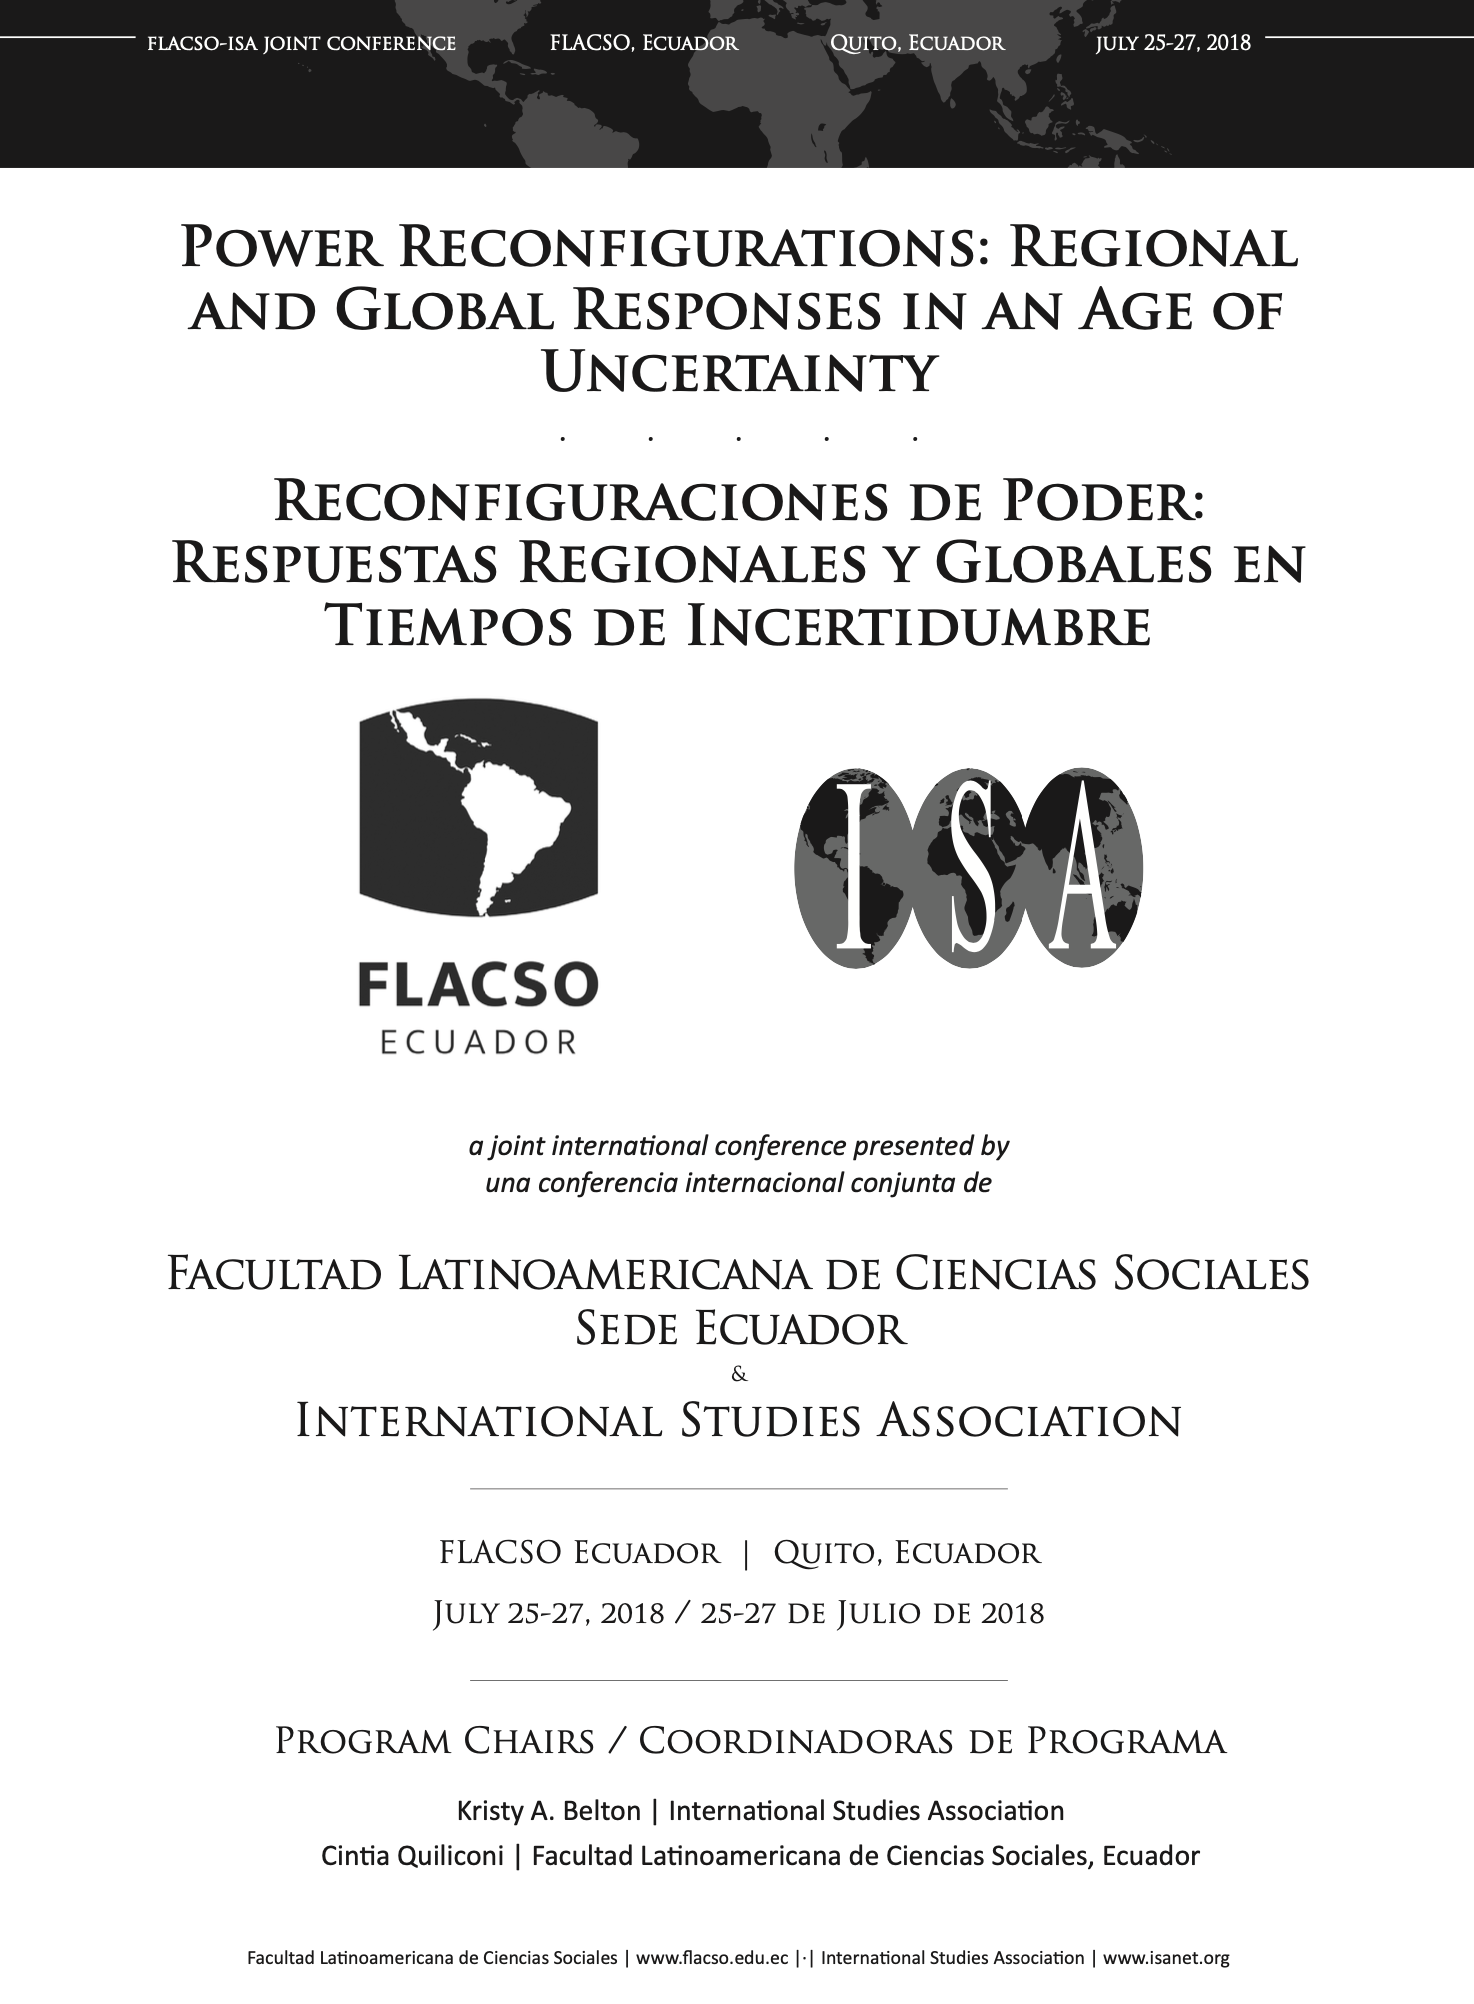 FLACSO-ISA JOINT CONFERENCE FLACSO, ECUADOR QUITO, ECUADOR JULY 25-27, 2018
POWER RECONFIGURATIONS: REGIONAL
AND GLOBAL RESPONSES IN AN AGE OF
UNCERTAINTY
. . . . .
RECONFIGURACIONES DE PODER:
RESPUESTAS REGIONALES Y GLOBALES EN
TIEMPOS DE INCERTIDUMBRE
ISA
FLACSO
ECUADOR
a joint international conference presented by
una conferencia internacional conjunta de
FACULTAD LATINOAMERICANA DE CIENCIAS SOCIALES
SEDE ECUADOR
&
INTERNATIONAL STUDIES ASSOCIATION
FLACSO ECUADOR | QUITO, ECUADOR
JULY 25-27, 2018 / 25-27 DE JULIO DE 2018
PROGRAM CHAIRS / COORDINADORAS DE PROGRAMA
Kristy A. Belton | International Studies Association
Cintia Quiliconi | Facultad Latinoamericana de Ciencias Sociales, Ecuador
Facultad Latinoamericana de Ciencias Sociales | www.flacso.edu.ec |·| International Studies Association | www.isanet.org